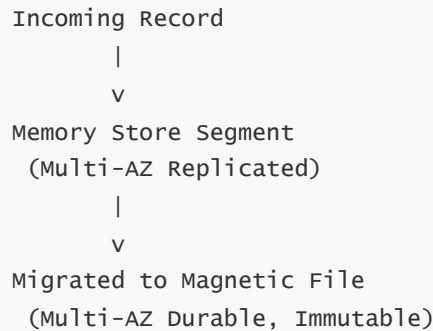 Incoming Record
|
v
Memory Store Segment
(Multi-AZ Replicated)
|
v
Migrated to Magnetic File
(Multi-AZ Durable, Immutable)